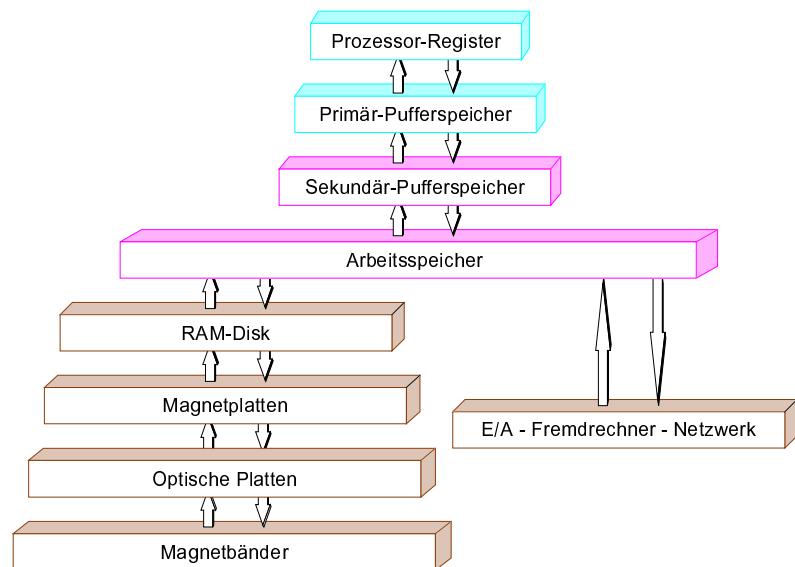 Prozessor-Register
Primär-Pufferspeicher
Sekundär-Pufferspeicher
Arbeitsspeicher
RAM-Disk
Magnetplatten
E/A - Fremdrechner - Netzwerk
Optische Platten
Magnetbänder